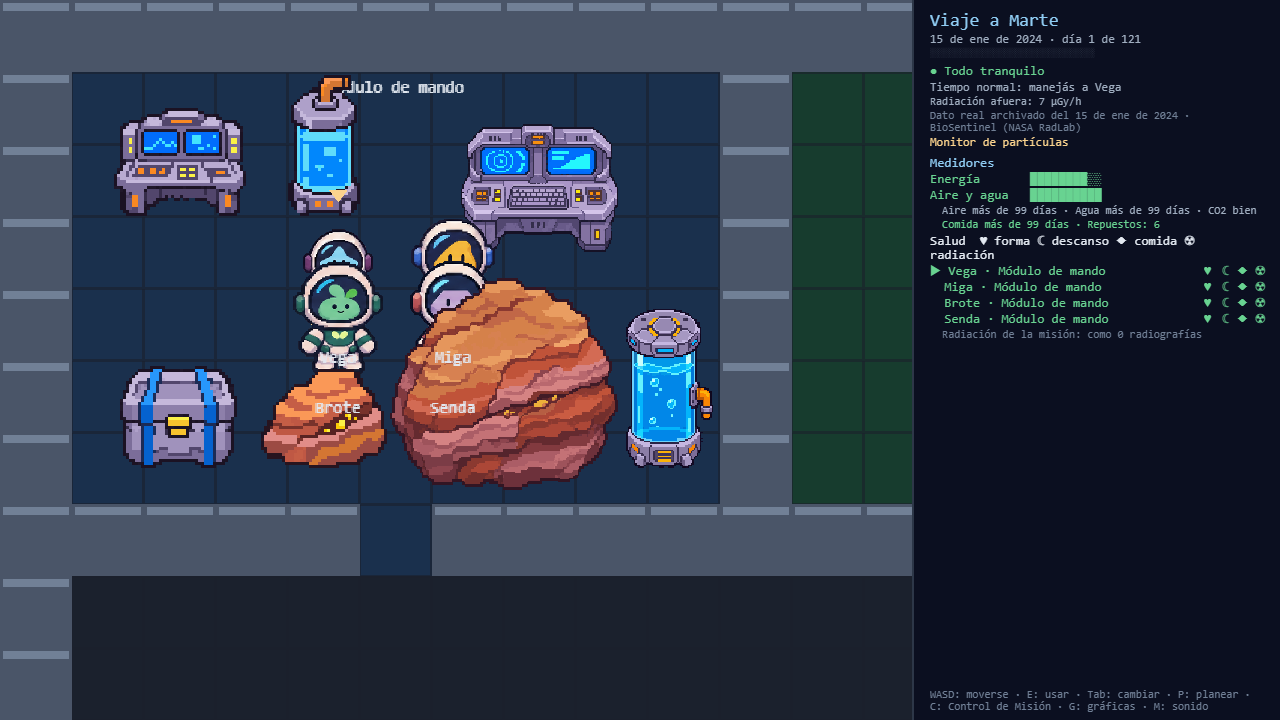 Módulo de mando
Vega
Miga
Brote
Senda
Viaje a Marte
15 de ene de 2024 · día 1 de 121
● Todo tranquilo
Tiempo normal: manejás a Vega
Radiación afuera: 7 µGy/h
Dato real archivado del 15 de ene de 2024 ·
BioSentinel (NASA RadLab)
Monitor de partículas
Medidores
Energía
Aire y agua
Aire más de 99 días · Agua más de 99 días · CO2 bien
Comida más de 99 días · Repuestos: 6
Salud ♥ forma ☾ descanso ◆ comida ☢
radiación
▶ Vega · Módulo de mando ♥ ☾ ◆ ☢
Miga · Módulo de mando ♥ ☾ ◆ ☢
Brote · Módulo de mando ♥ ☾ ◆ ☢
Senda · Módulo de mando ♥ ☾ ◆ ☢
Radiación de la misión: como 0 radiografías
WASD: moverse · E: usar · Tab: cambiar · P: planear ·
C: Control de Misión · G: gráficas · M: sonido